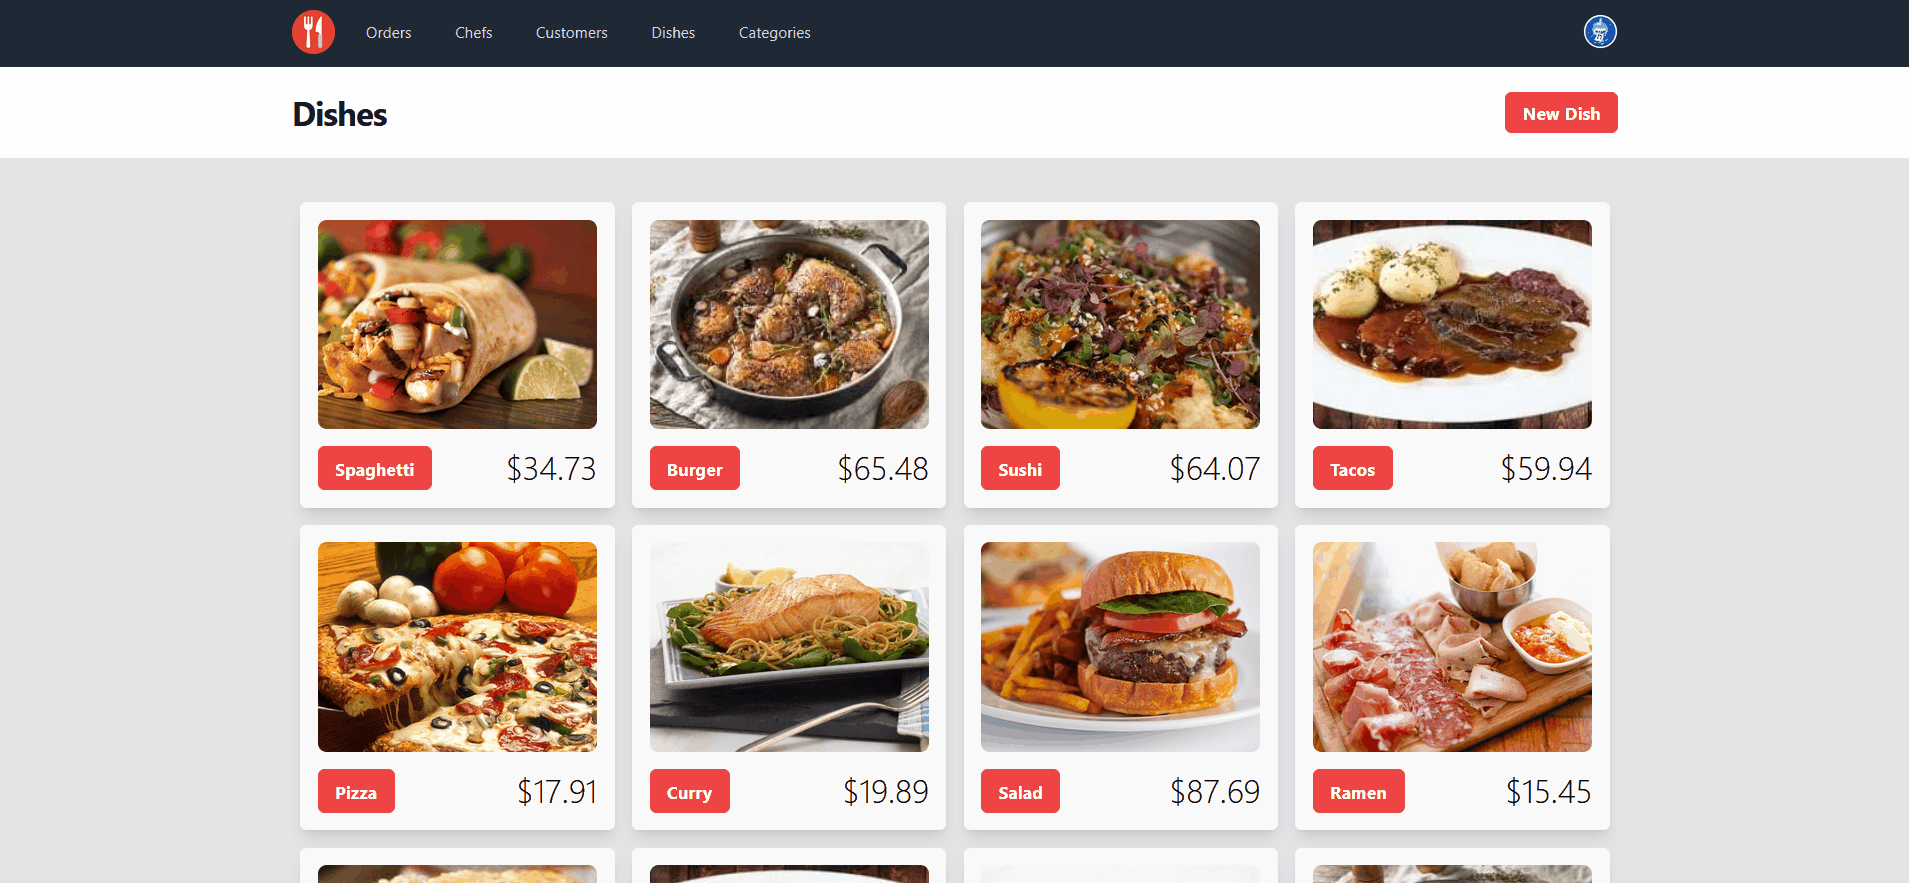 Orders Chefs Customers Dishes Categories
Dishes New Dish
Spaghetti $34.73 Burger $65.48 Sushi $64.07 Tacos $59.94
Pizza $17.91 Curry $19.89 Salad $87.69 Ramen $15.45